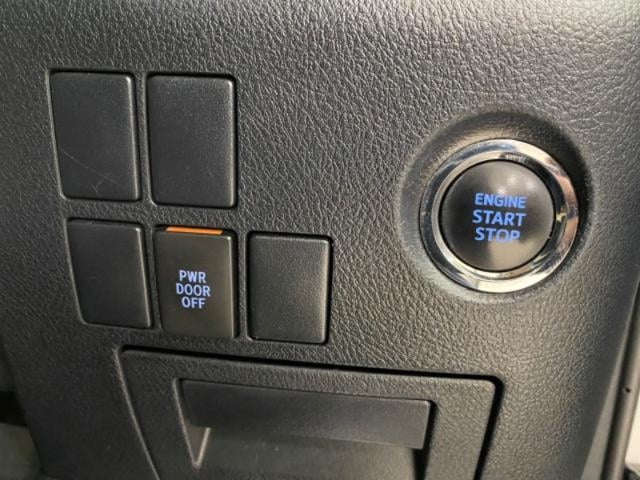 PWR
DOOR
OFF
ENGINE
START
STOP